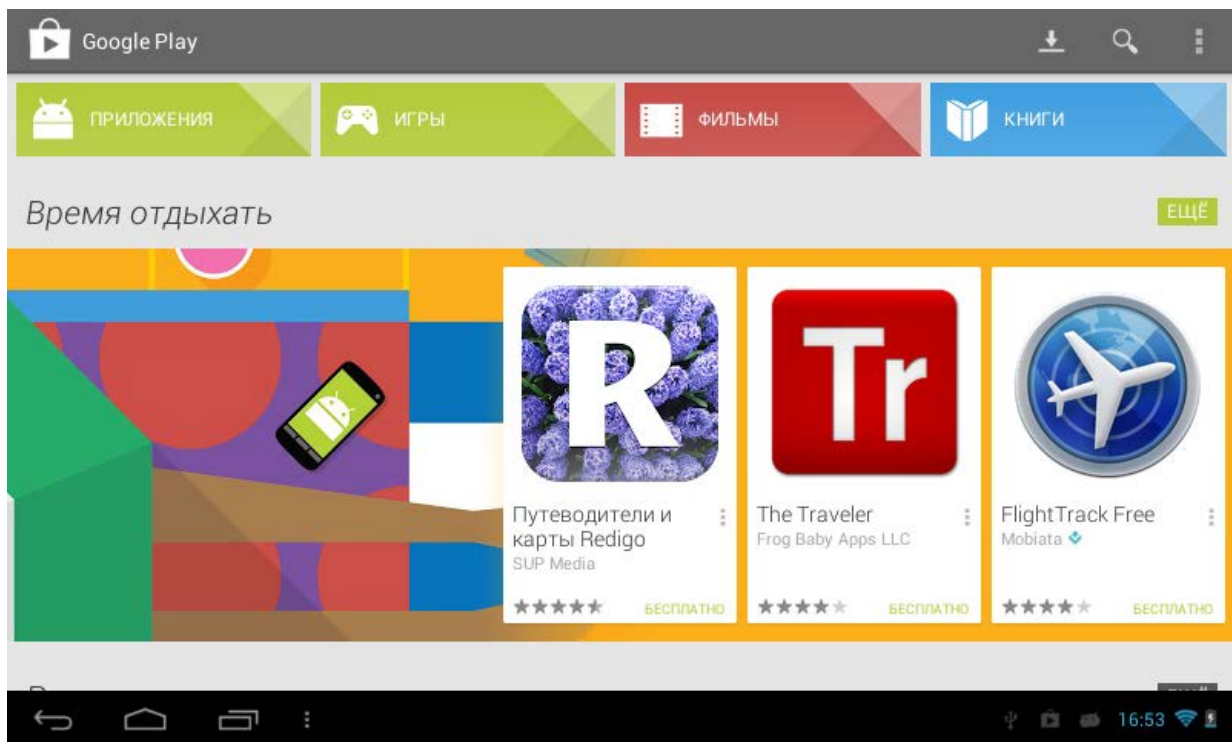 Google Play
ПРИЛОЖЕНИЯ
ИГРЫ
ФИЛЬМЫ
КНИГИ
Время отдыхать
ЕЩЁ
R
Путеводители и
карты Redigo
SUP Media
БЕСПЛАТНО
Tr
The Traveler
Frog Baby Apps LLC
БЕСПЛАТНО
FlightTrack Free
Mobiata
БЕСПЛАТНО
16:53